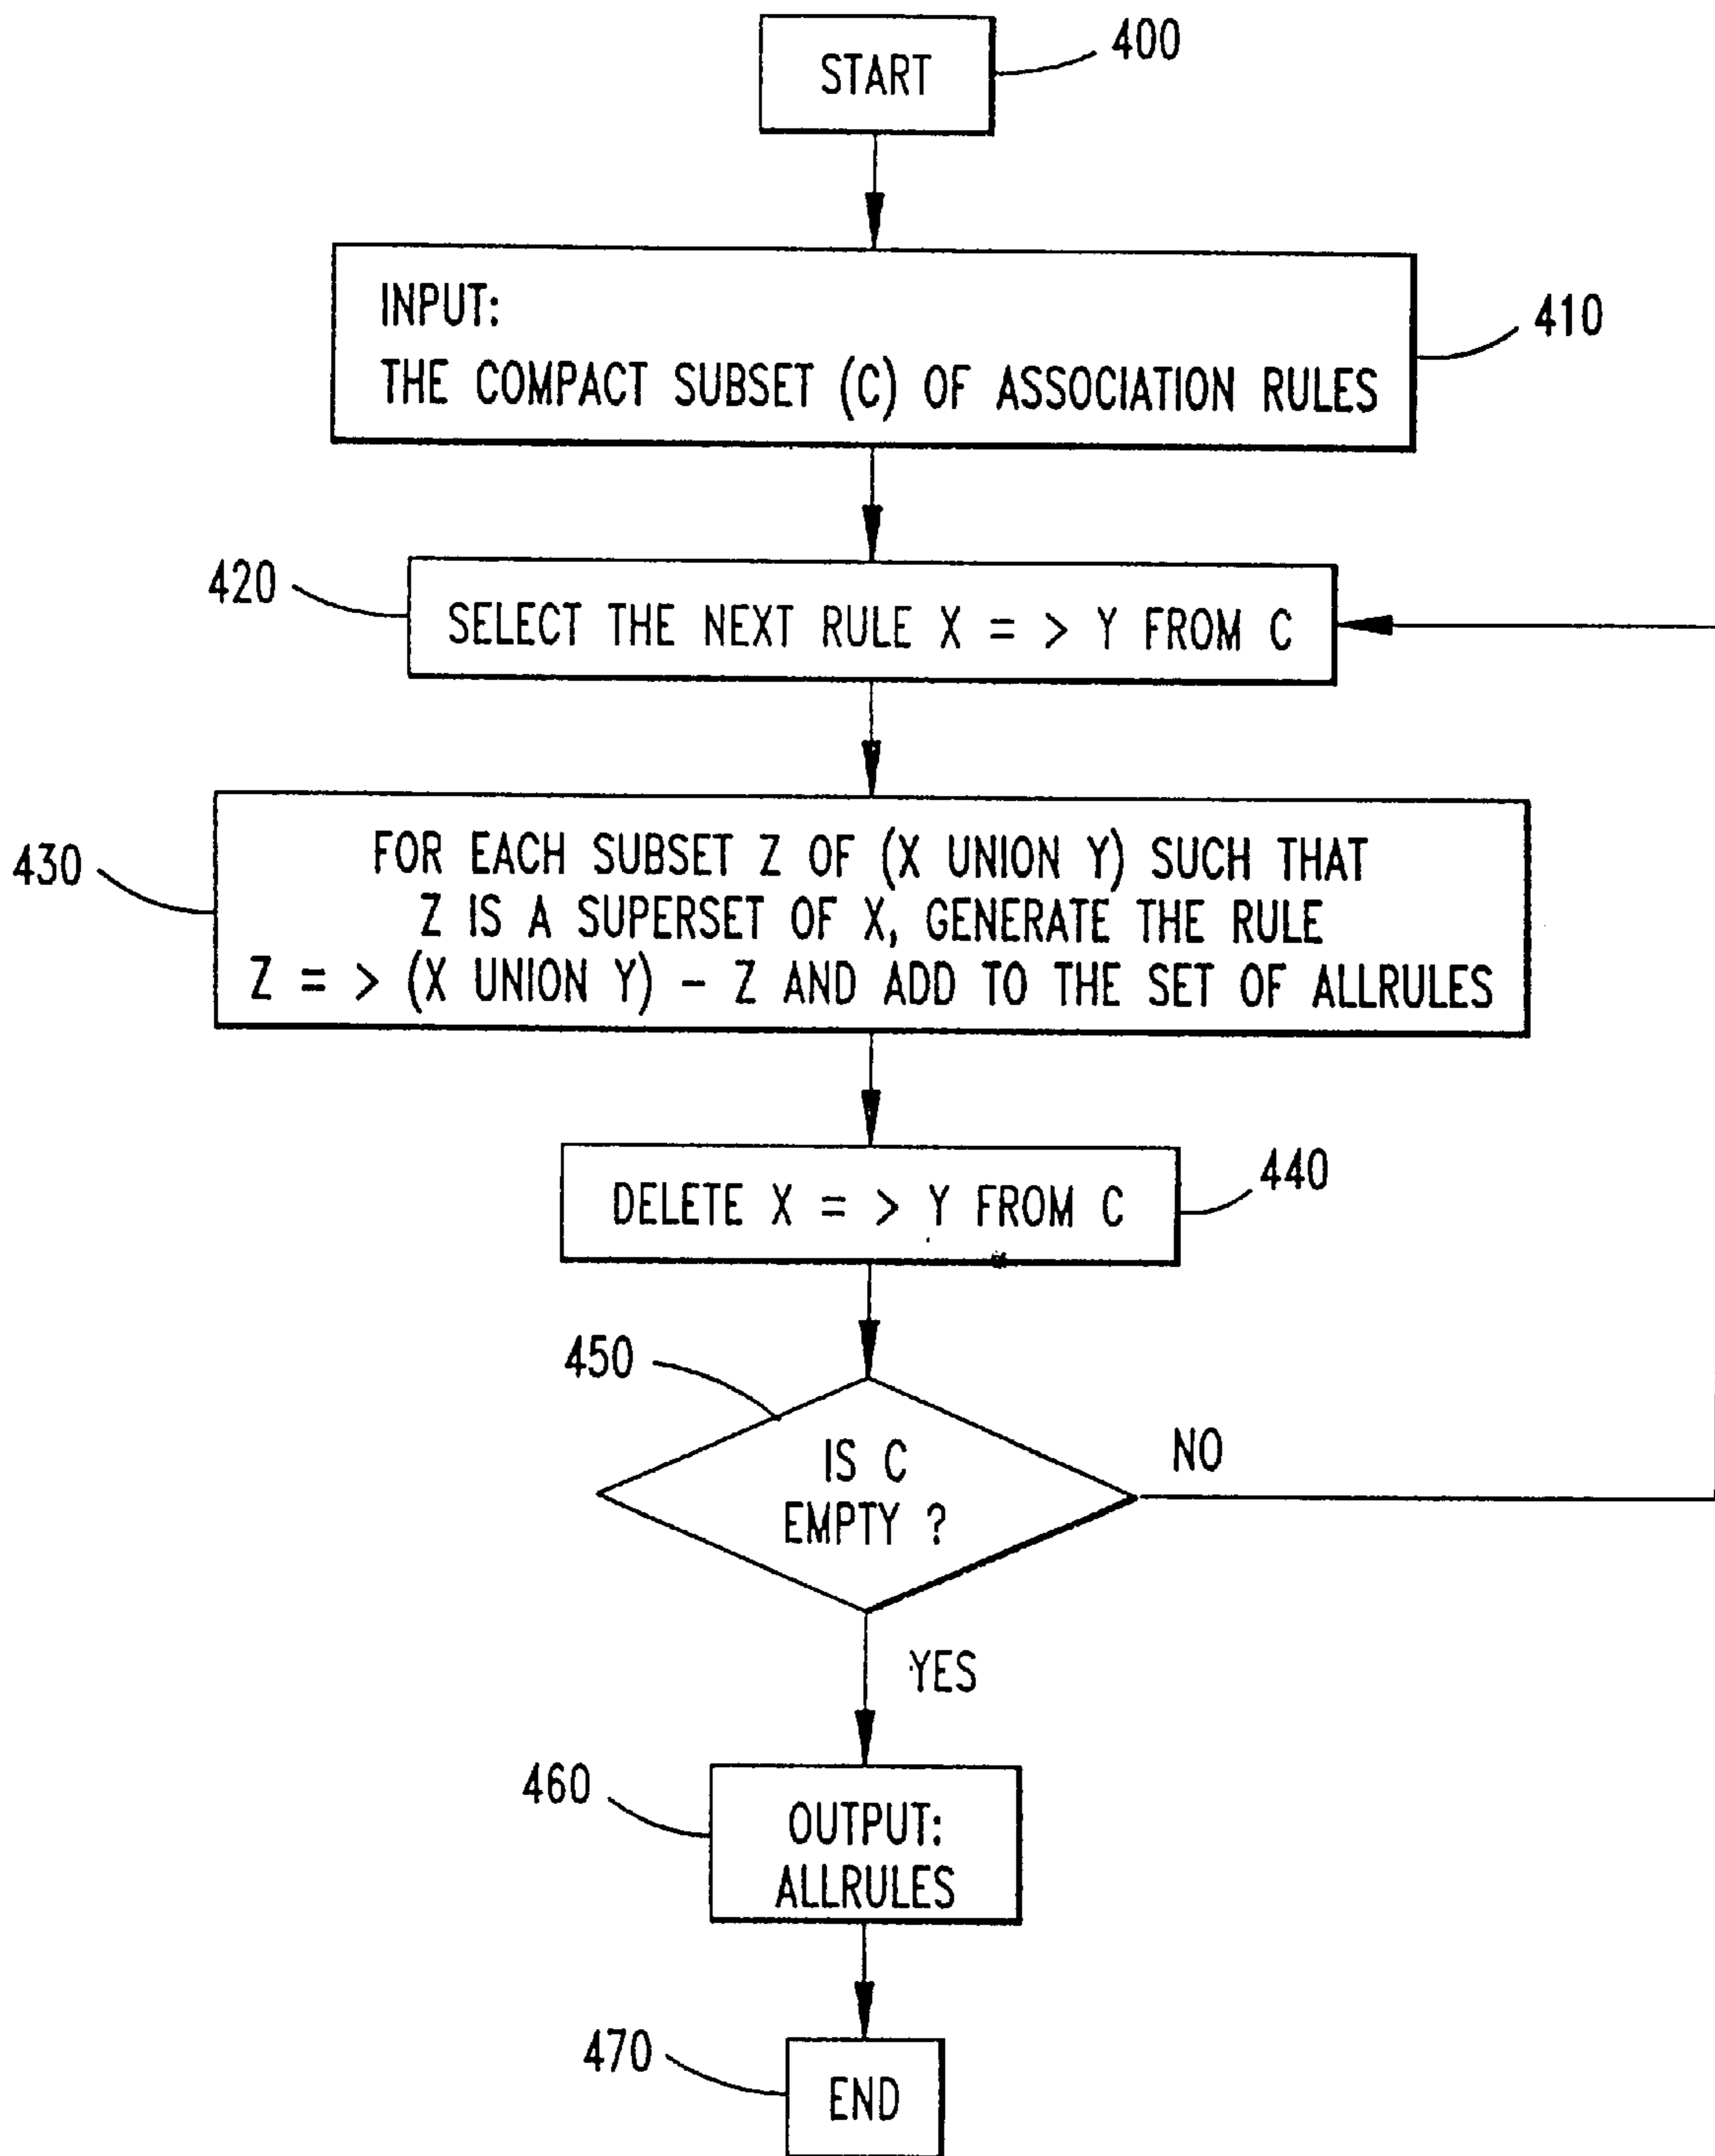 START
400
INPUT:
THE COMPACT SUBSET (C) OF ASSOCIATION RULES
410
420
SELECT THE NEXT RULE X = > Y FROM C
430
FOR EACH SUBSET Z OF (X UNION Y) SUCH THAT
Z IS A SUPERSET OF X, GENERATE THE RULE
Z = > (X UNION Y) - Z AND ADD TO THE SET OF ALLRULES
DELETE X = > Y FROM C
440
450
IS C
EMPTY ?
NO
YES
460
OUTPUT:
ALLRULES
470
END